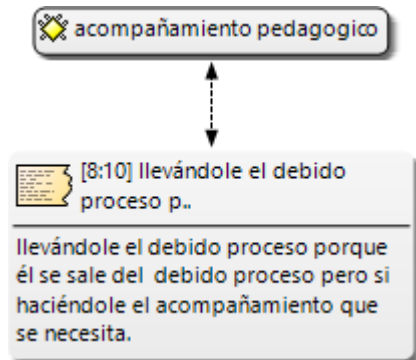 acompañamiento pedagogico
[8:10] llevándole el debido
proceso p..
llevándole el debido proceso porque
él se sale del  debido proceso pero si
haciéndole el acompañamiento que
se necesita.